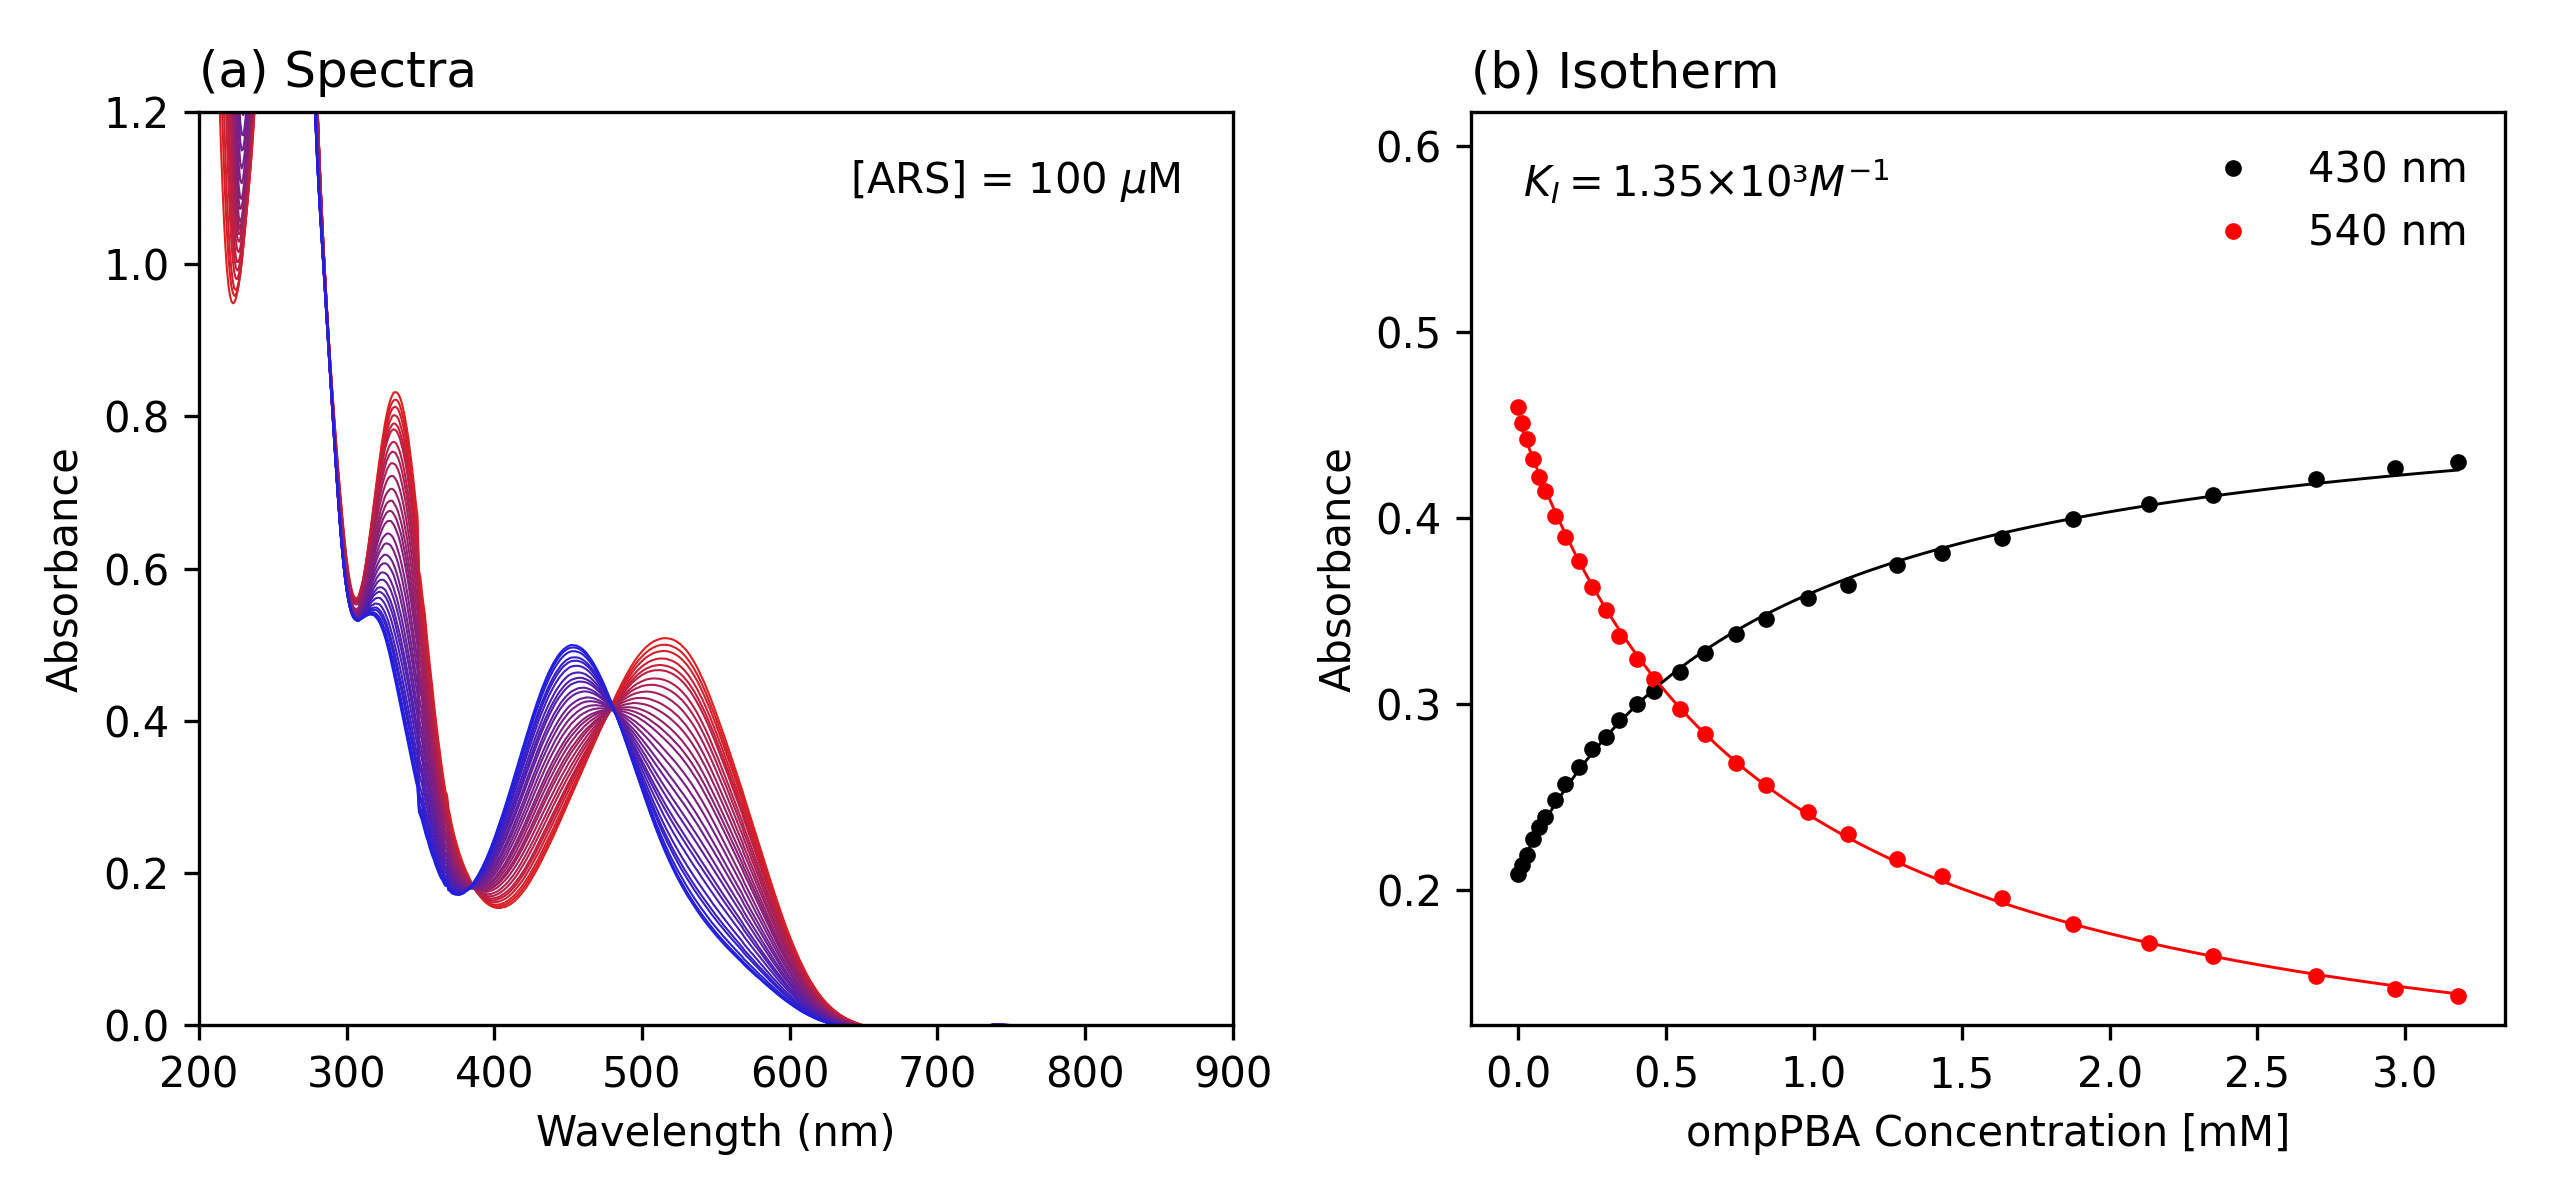 (a) Spectra
1.2
1.0
0.8
0.6
0.4
0.2
0.0
Absorbance
[ARS] = 100 μM
200 300 400 500 600 700 800 900
Wavelength (nm)
(b) Isotherm
0.6
0.5
0.4
0.3
0.2
Absorbance
K_I = 1.35×10³M⁻¹
430 nm
540 nm
0.0 0.5 1.0 1.5 2.0 2.5 3.0
ompPBA Concentration [mM]